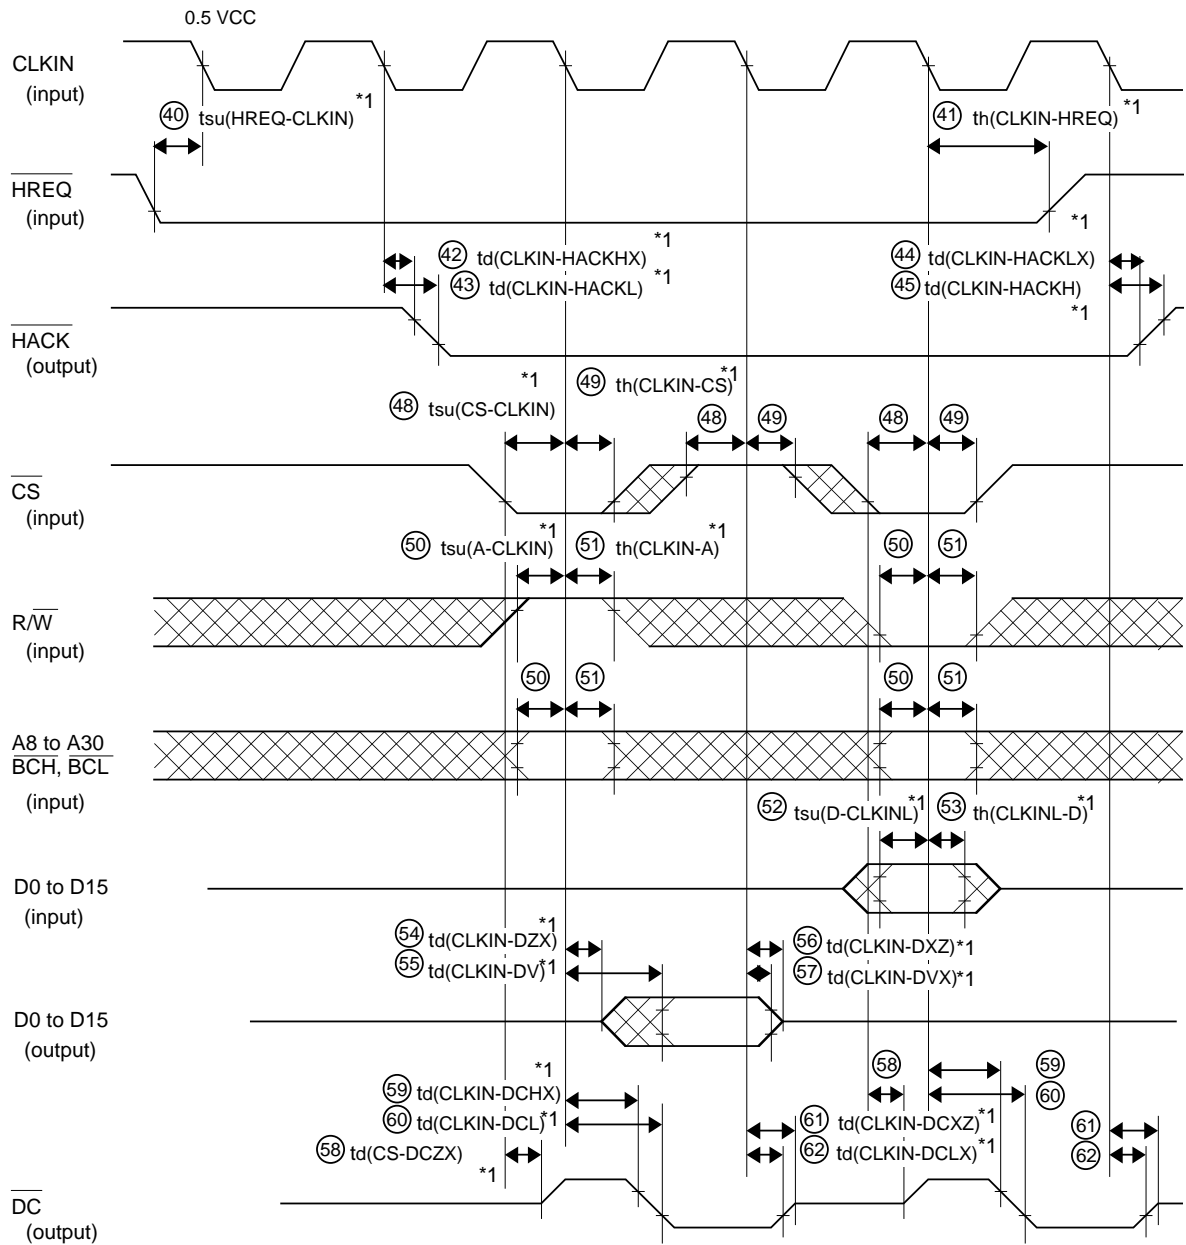 0.5 VCC
CLKIN
(input)
40 tsu(HREQ-CLKIN) *1
41 th(CLKIN-HREQ) *1
HREQ
(input)
*1
42 td(CLKIN-HACKHX) *1
44 td(CLKIN-HACKLX)
43 td(CLKIN-HACKL) *1
45 td(CLKIN-HACKH)
*1
HACK
(output)
*1
48 tsu(CS-CLKIN)
49 th(CLKIN-CS) *1
48 49 48 49
CS
(input)
50 tsu(A-CLKIN) *1
51 th(CLKIN-A) *1
50 51
R/W
(input)
50 51 50 51
A8 to A30
BCH, BCL
(input)
52 tsu(D-CLKINL) *1
53 th(CLKINL-D) *1
D0 to D15
(input)
54 td(CLKIN-DZX) *1
56 td(CLKIN-DXZ) *1
55 td(CLKIN-DV) *1
57 td(CLKIN-DVX) *1
D0 to D15
(output)
58 59
60
*1
59 td(CLKIN-DCHX)
60 td(CLKIN-DCL) *1
61 td(CLKIN-DCXZ) *1
61
58 td(CS-DCZX)
62 td(CLKIN-DCLX) *1
62
*1
DC
(output)